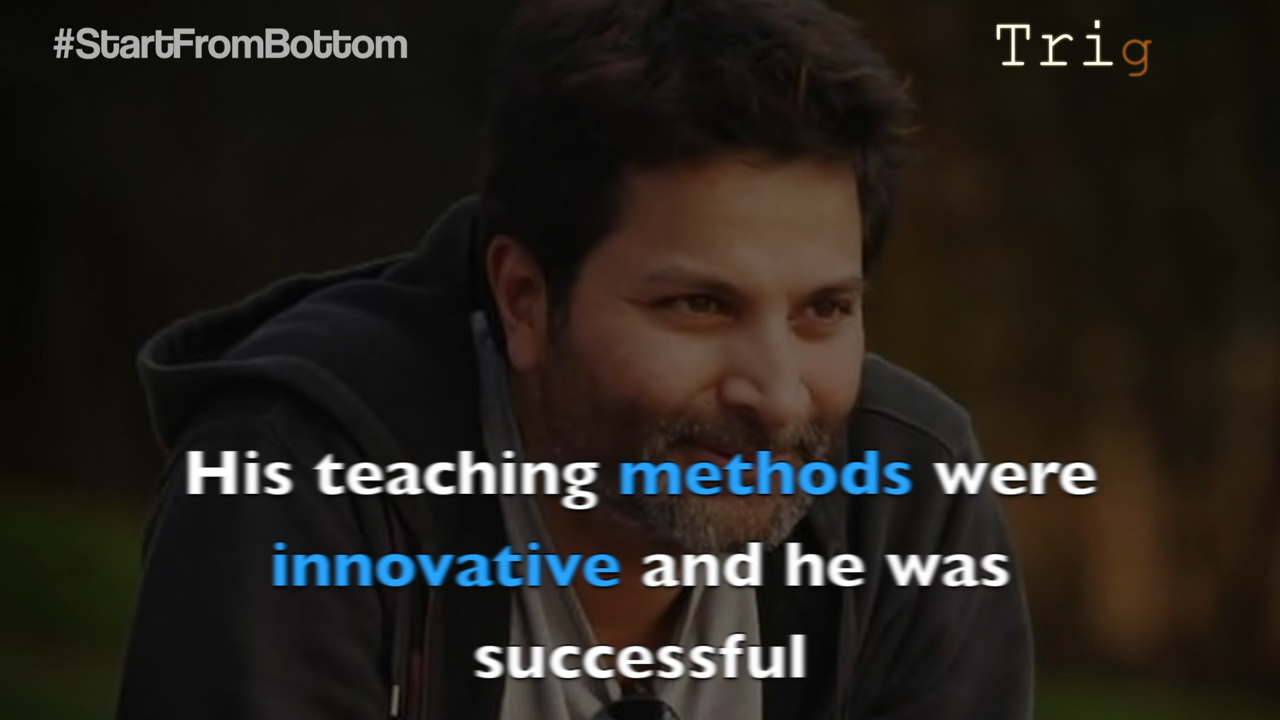 #StartFromBottom
Trig
His teaching methods were
innovative and he was
successful